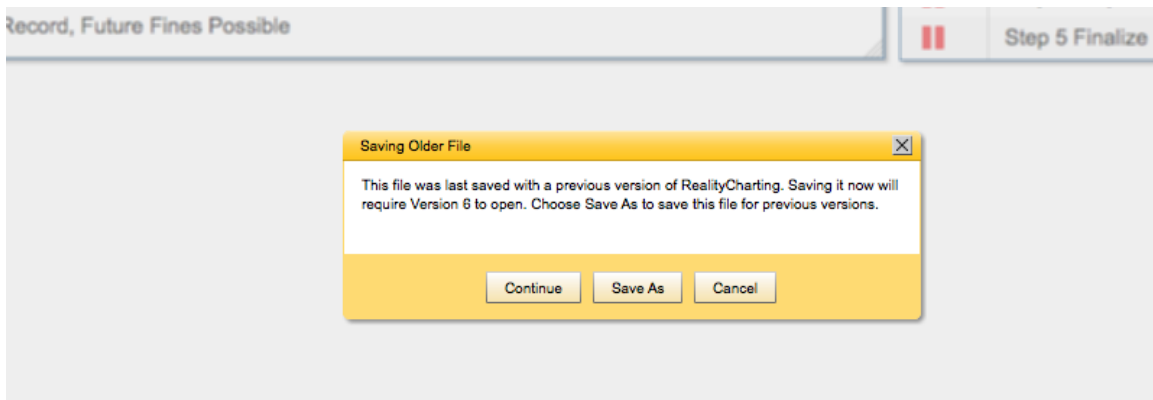 Record, Future Fines Possible
Step 5 Finalize
Saving Older File
This file was last saved with a previous version of RealityCharting. Saving it now will
require Version 6 to open. Choose Save As to save this file for previous versions.
Continue Save As Cancel